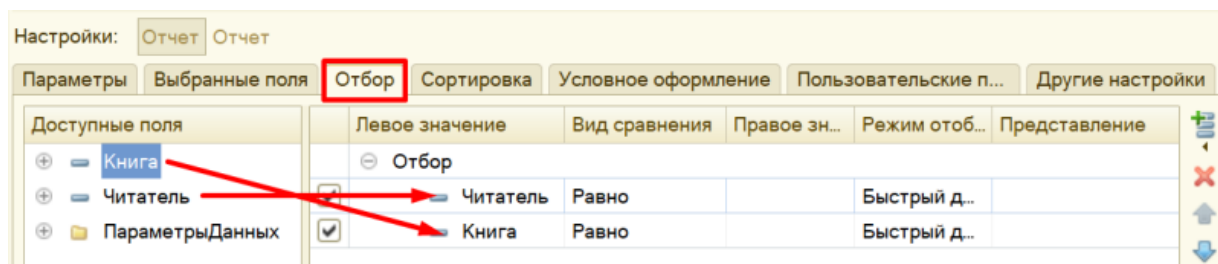 Настройки: Отчет Отчет
Параметры Выбранные поля Отбор Сортировка Условное оформление Пользовательские п... Другие настройки
Доступные поля Левое значение Вид сравнения Правое зн... Режим отоб... Представление
Книга Отбор
Читатель Читатель Равно Быстрый д...
ПараметрыДанных Книга Равно Быстрый д...